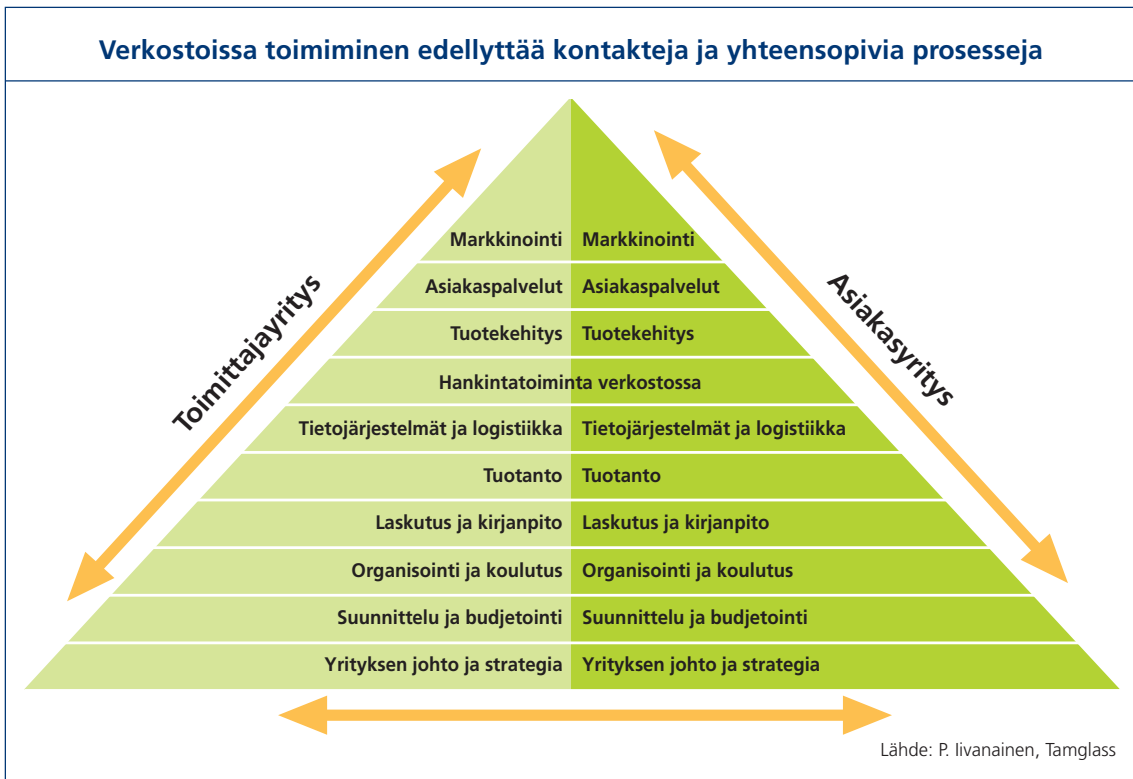 Verkostoissa toimiminen edellyttää kontakteja ja yhteensopivia prosesseja
Toimittajayritys
Asiakasyritys
Markkinointi Markkinointi
Asiakaspalvelut Asiakaspalvelut
Tuotekehitys Tuotekehitys
Hankintatoiminta verkostossa
Tietojärjestelmät ja logistiikka Tietojärjestelmät ja logistiikka
Tuotanto Tuotanto
Laskutus ja kirjanpito Laskutus ja kirjanpito
Organisointi ja koulutus Organisointi ja koulutus
Suunnittelu ja budjetointi Suunnittelu ja budjetointi
Yrityksen johto ja strategia Yrityksen johto ja strategia
Lähde: P. Iivanainen, Tamglass